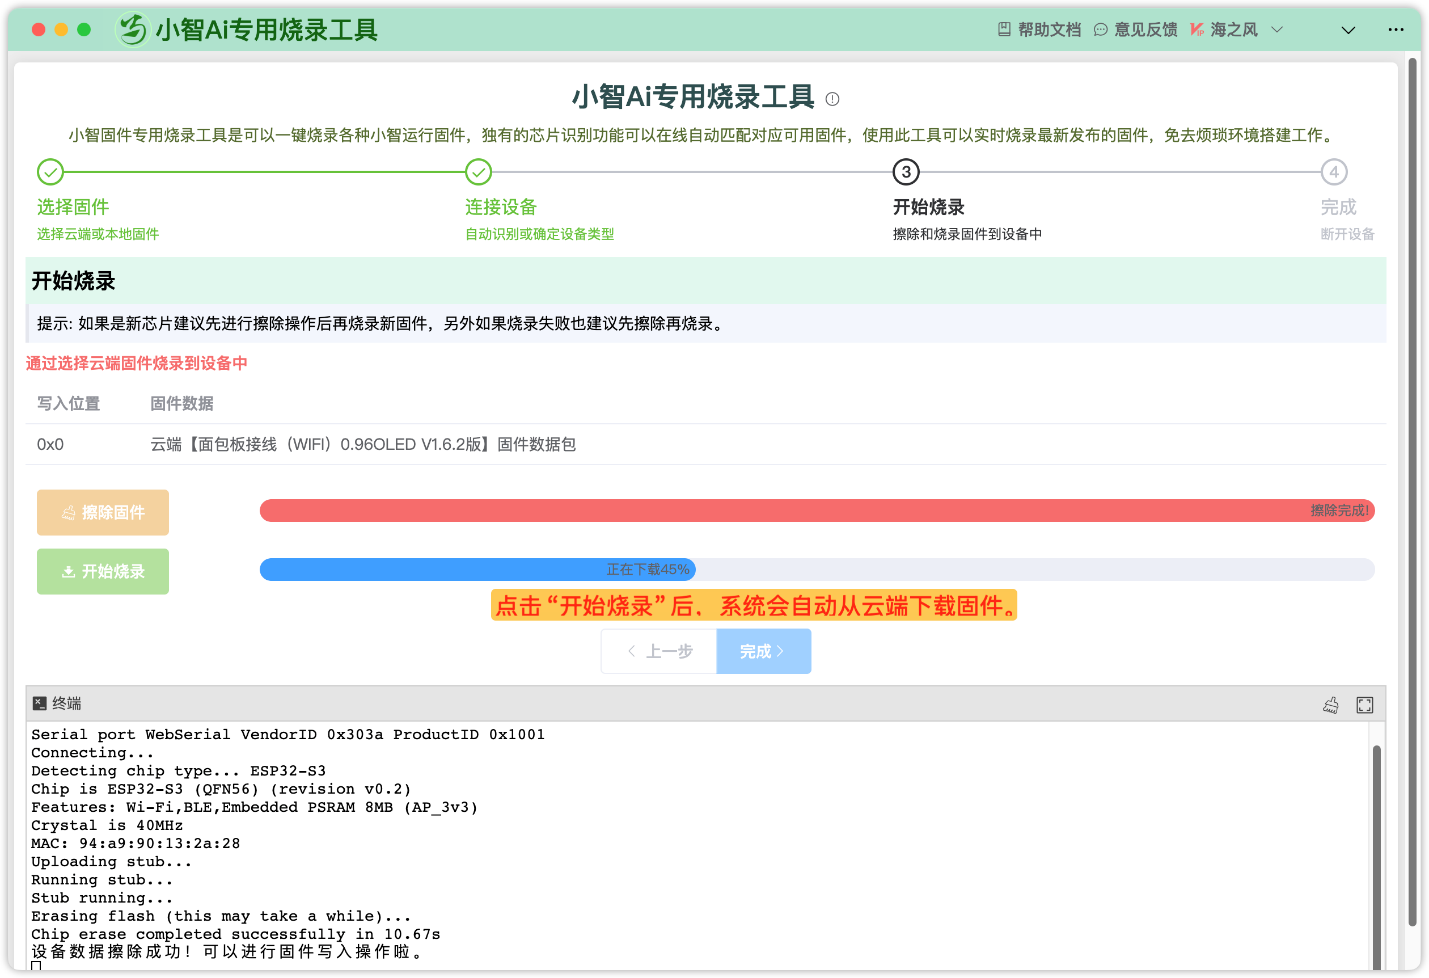 小智Ai专用烧录工具
帮助文档 意见反馈 海之风
小智Ai专用烧录工具
小智固件专用烧录工具是可以一键烧录各种小智运行固件，独有的芯片识别功能可以在线自动匹配对应可用固件，使用此工具可以实时烧录最新发布的固件，免去烦琐环境搭建工作。
3 4
选择固件 连接设备 开始烧录 完成
选择云端或本地固件 自动识别或确定设备类型 擦除和烧录固件到设备中 断开设备
开始烧录
提示: 如果是新芯片建议先进行擦除操作后再烧录新固件，另外如果烧录失败也建议先擦除再烧录。
通过选择云端固件烧录到设备中
写入位置 固件数据
0x0 云端【面包板接线（WIFI）0.96OLED V1.6.2版】固件数据包
擦除固件 擦除完成!
开始烧录 正在下载45%
点击“开始烧录”后，系统会自动从云端下载固件。
上一步 完成
终端
Serial port WebSerial VendorID 0x303a ProductID 0x1001
Connecting...
Detecting chip type... ESP32-S3
Chip is ESP32-S3 (QFN56) (revision v0.2)
Features: Wi-Fi,BLE,Embedded PSRAM 8MB (AP_3v3)
Crystal is 40MHz
MAC: 94:a9:90:13:2a:28
Uploading stub...
Running stub...
Stub running...
Erasing flash (this may take a while)...
Chip erase completed successfully in 10.67s
设备数据擦除成功！可以进行固件写入操作啦。